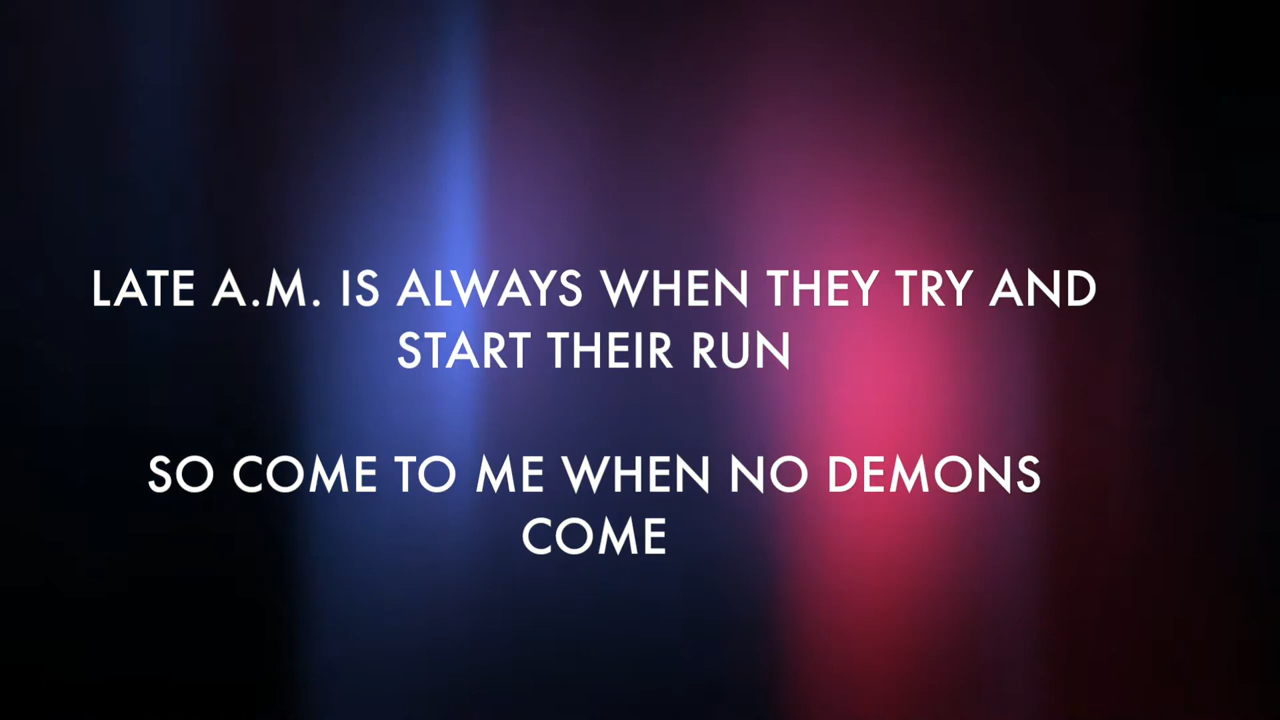 LATE A.M. IS ALWAYS WHEN THEY TRY AND
START THEIR RUN
SO COME TO ME WHEN NO DEMONS
COME